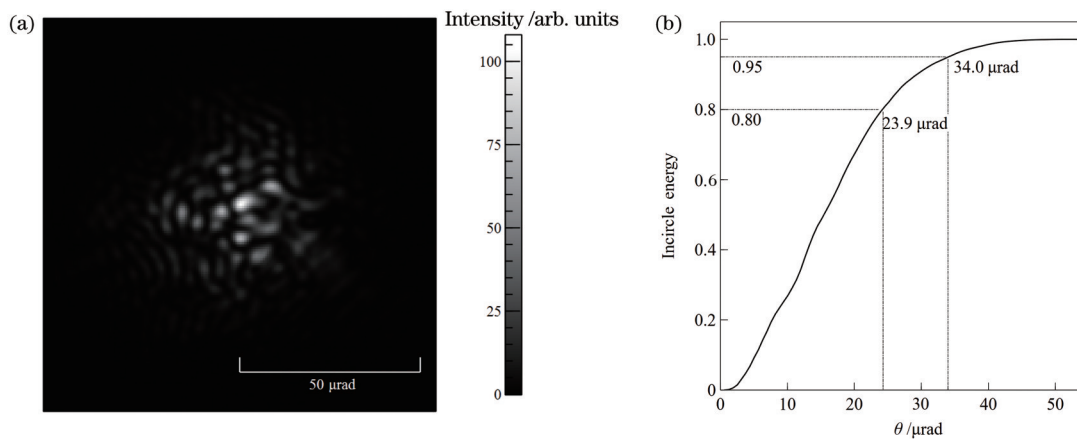 (a)
Intensity /arb. units
100
75
50
25
0
50 μrad
(b)
1.0
0.95
34.0 μrad
0.8
0.80
23.9 μrad
0.6
0.4
0.2
0
Incircle energy
0 10 20 30 40 50
θ /μrad